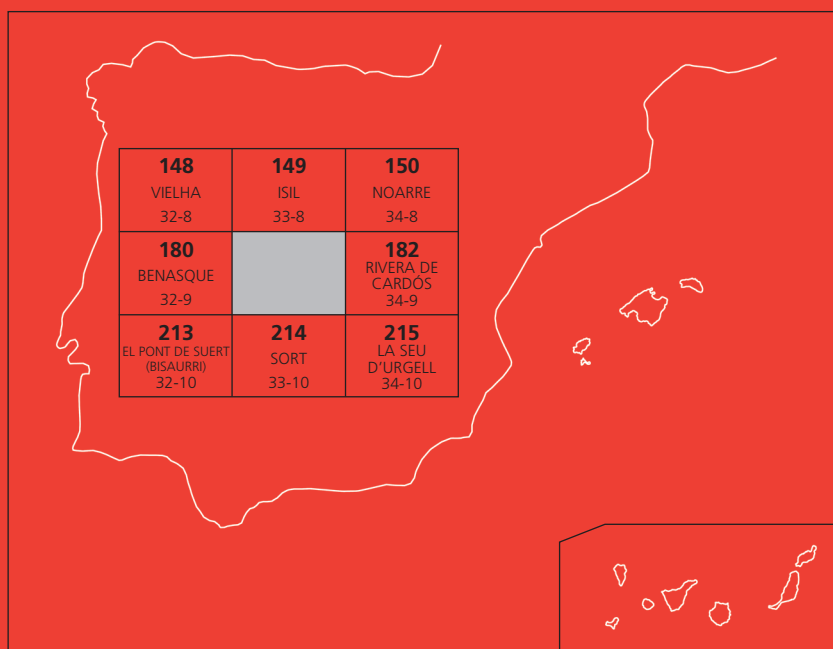 148
VIELHA
32-8
149
ISIL
33-8
150
NOARRE
34-8
180
BENASQUE
32-9
182
RIVERA DE
CARDÓS
34-9
213
EL PONT DE SUERT
(BISAURRI)
32-10
214
SORT
33-10
215
LA SEU
D'URGELL
34-10